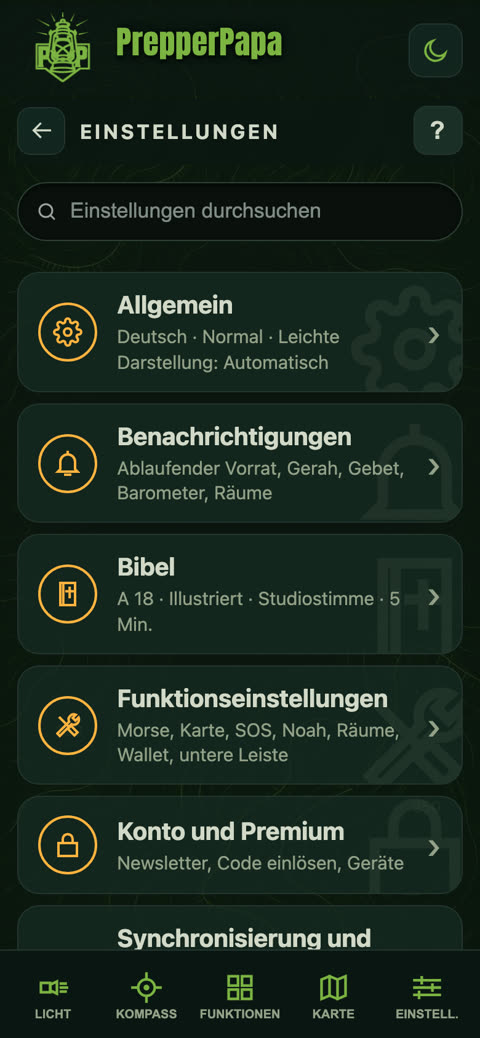 PrepperPapa
EINSTELLUNGEN
?
Einstellungen durchsuchen
Allgemein
Deutsch · Normal · Leichte
Darstellung: Automatisch
Benachrichtigungen
Ablaufender Vorrat, Gerah, Gebet,
Barometer, Räume
Bibel
A 18 · Illustriert · Studiostimme · 5
Min.
Funktionseinstellungen
Morse, Karte, SOS, Noah, Räume,
Wallet, untere Leiste
Konto und Premium
Newsletter, Code einlösen, Geräte
Synchronisierung und
LICHT
KOMPASS
FUNKTIONEN
KARTE
EINSTELL.